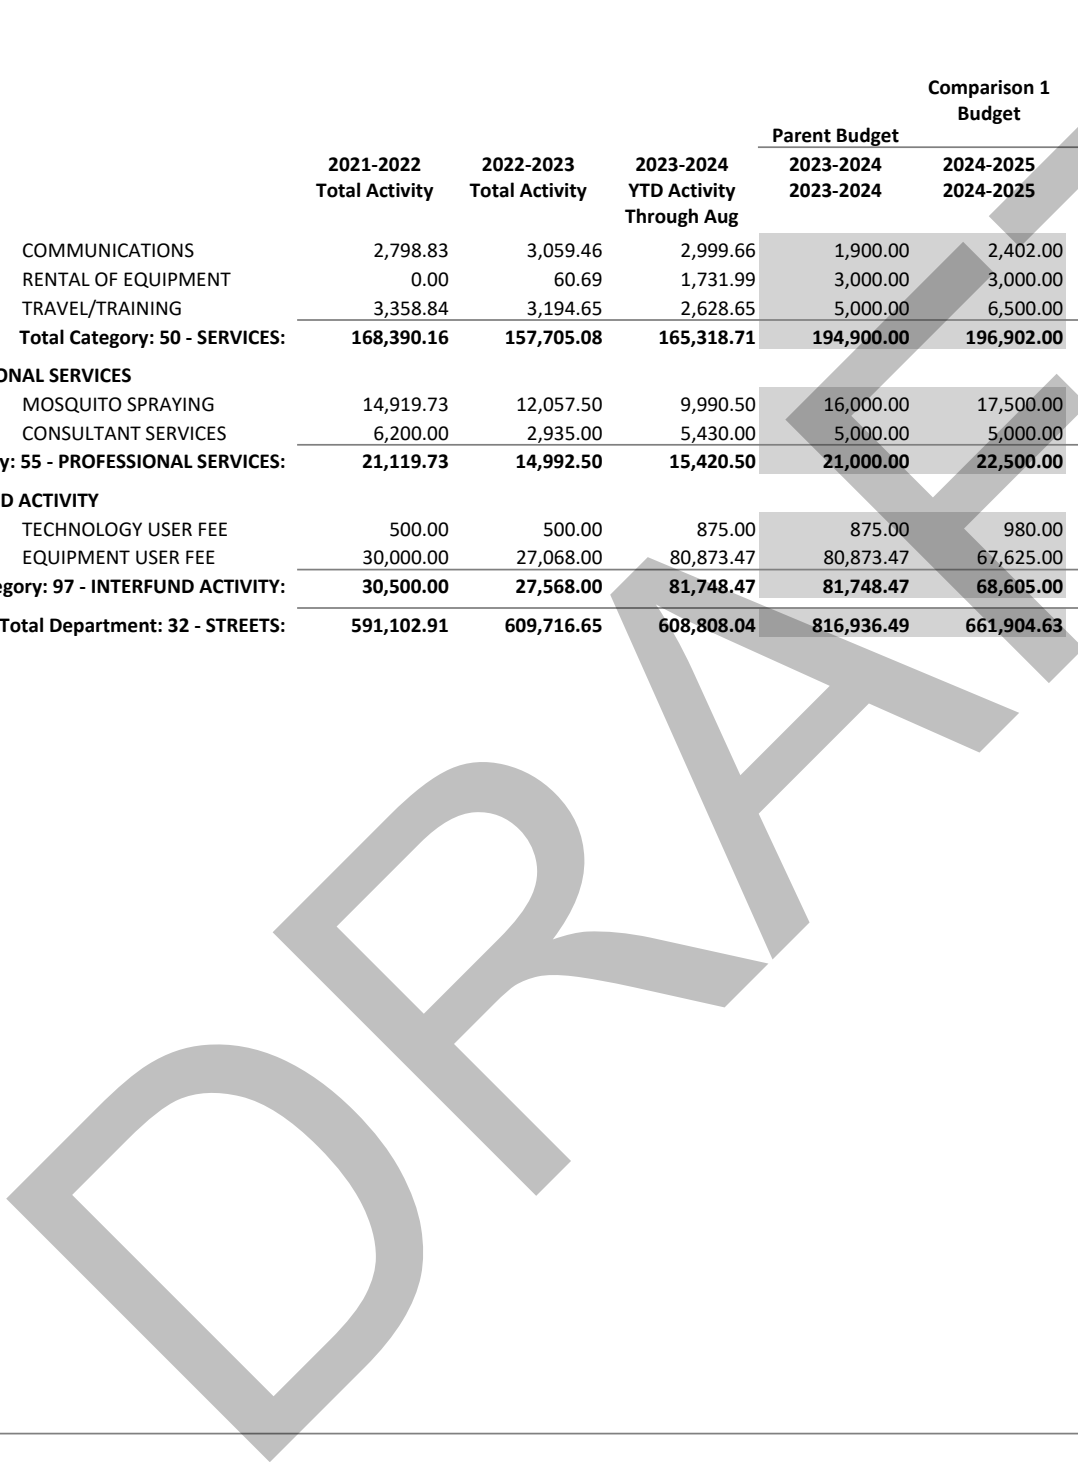 Comparison 1
Budget
Parent Budget
2021-2022 2022-2023 2023-2024 2023-2024 2024-2025
Total Activity Total Activity YTD Activity 2023-2024 2024-2025
Through Aug
COMMUNICATIONS 2,798.83 3,059.46 2,999.66 1,900.00 2,402.00
RENTAL OF EQUIPMENT 0.00 60.69 1,731.99 3,000.00 3,000.00
TRAVEL/TRAINING 3,358.84 3,194.65 2,628.65 5,000.00 6,500.00
Total Category: 50 - SERVICES: 168,390.16 157,705.08 165,318.71 194,900.00 196,902.00
ONAL SERVICES
MOSQUITO SPRAYING 14,919.73 12,057.50 9,990.50 16,000.00 17,500.00
CONSULTANT SERVICES 6,200.00 2,935.00 5,430.00 5,000.00 5,000.00
y: 55 - PROFESSIONAL SERVICES: 21,119.73 14,992.50 15,420.50 21,000.00 22,500.00
D ACTIVITY
TECHNOLOGY USER FEE 500.00 500.00 875.00 875.00 980.00
EQUIPMENT USER FEE 30,000.00 27,068.00 80,873.47 80,873.47 67,625.00
egory: 97 - INTERFUND ACTIVITY: 30,500.00 27,568.00 81,748.47 81,748.47 68,605.00
Total Department: 32 - STREETS: 591,102.91 609,716.65 608,808.04 816,936.49 661,904.63
DRAFT